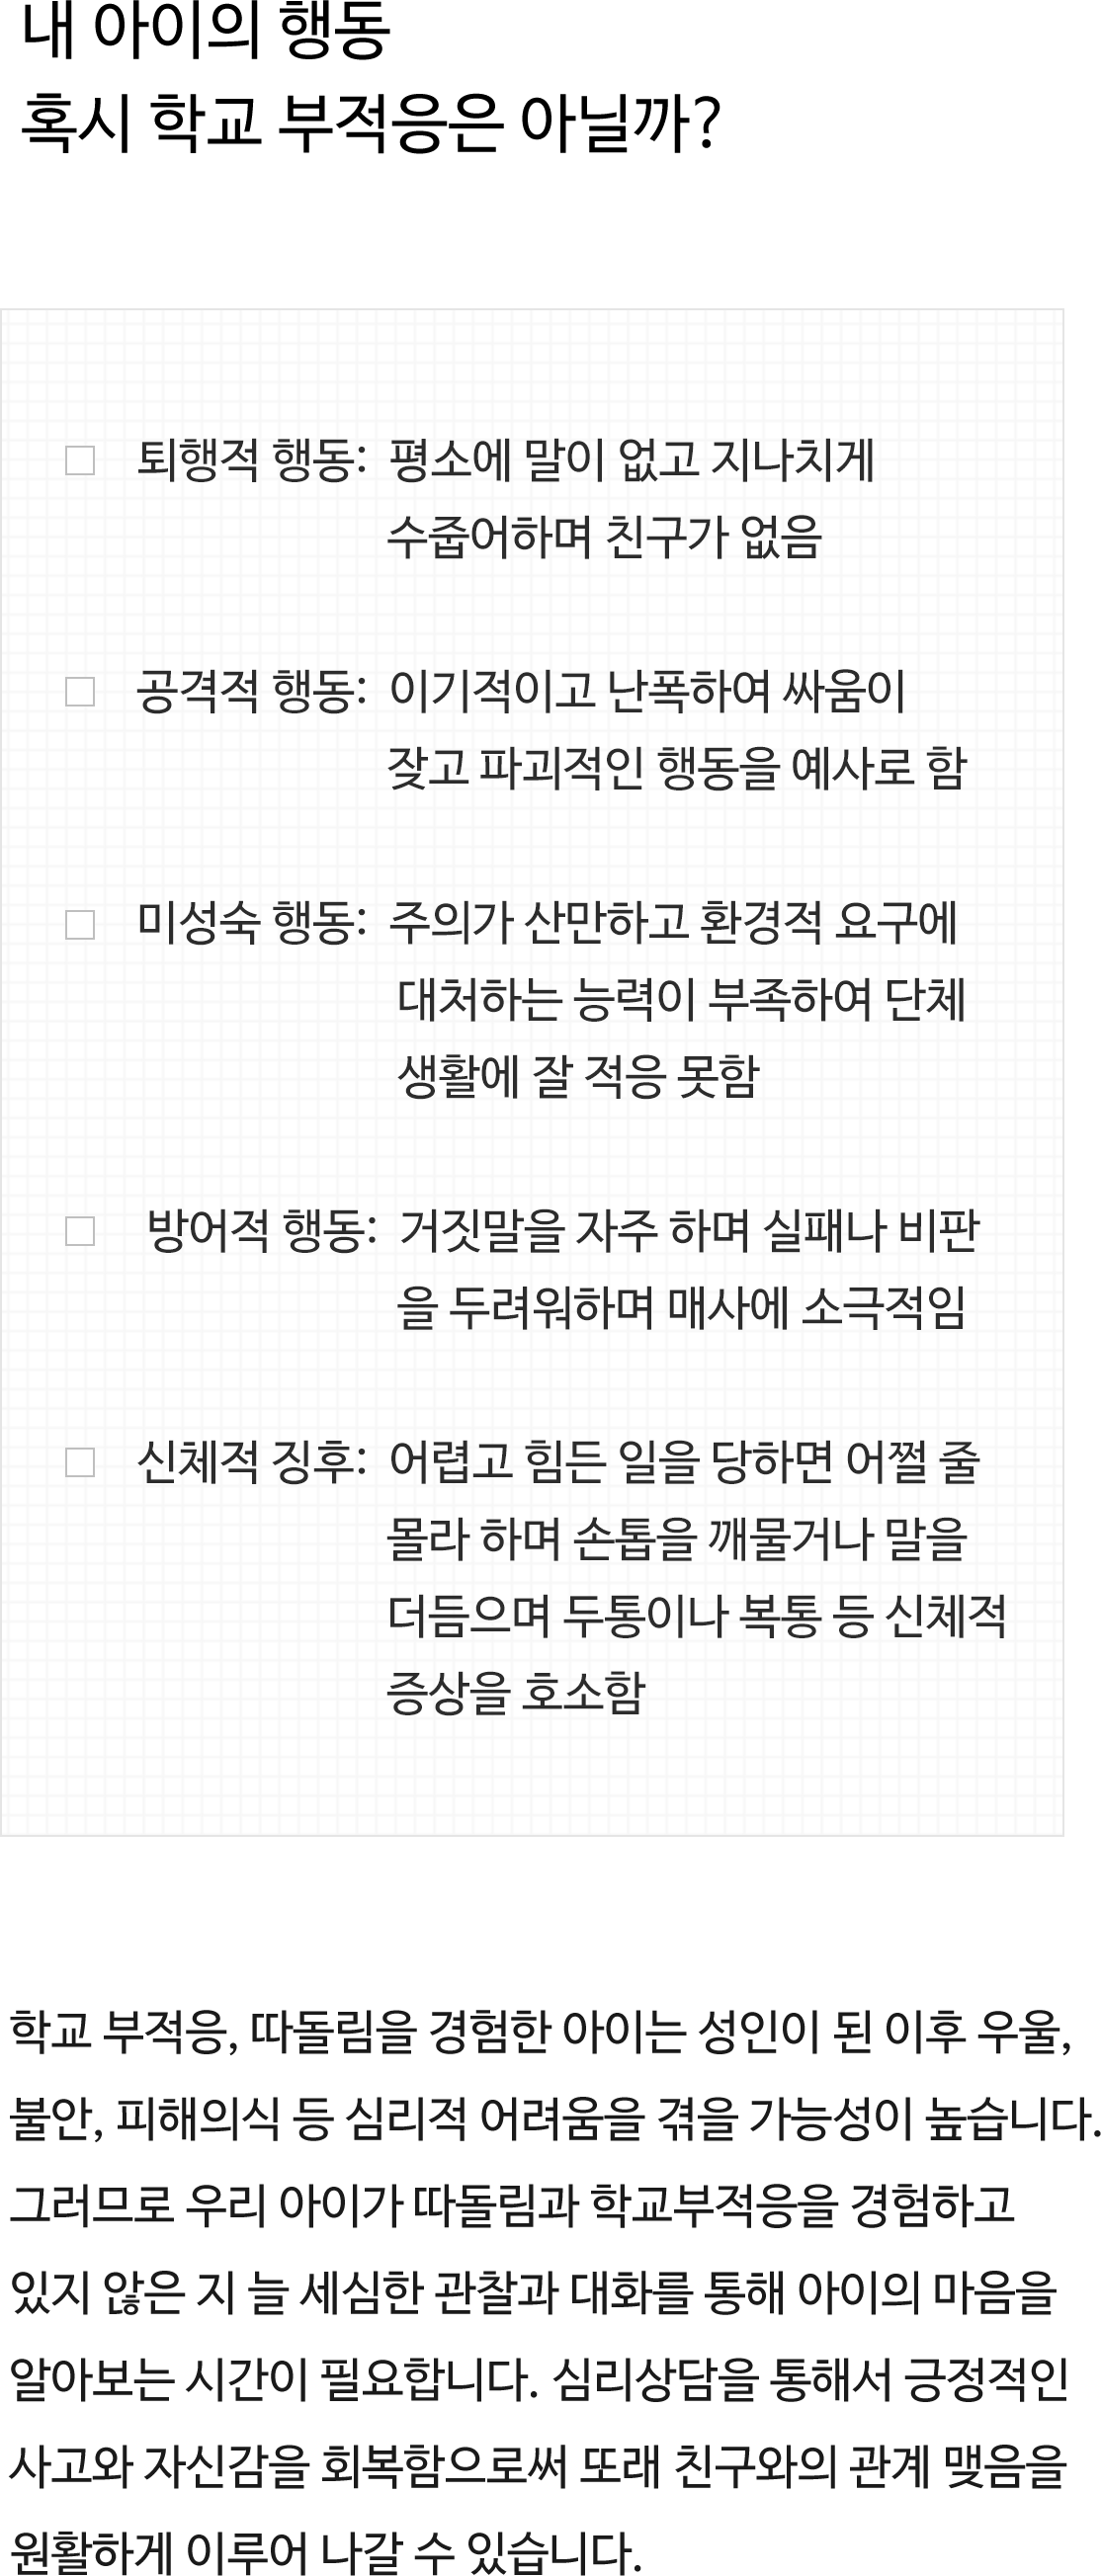 내 아이의 행동
혹시 학교 부적응은 아닐까?
퇴행적 행동: 평소에 말이 없고 지나치게
수줍어하며 친구가 없음
공격적 행동: 이기적이고 난폭하여 싸움이
잦고 파괴적인 행동을 예사로 함
미성숙 행동: 주의가 산만하고 환경적 요구에
대처하는 능력이 부족하여 단체
생활에 잘 적응 못함
방어적 행동: 거짓말을 자주 하며 실패나 비판
을 두려워하며 매사에 소극적임
신체적 징후: 어렵고 힘든 일을 당하면 어쩔 줄
몰라 하며 손톱을 깨물거나 말을
더듬으며 두통이나 복통 등 신체적
증상을 호소함
학교 부적응, 따돌림을 경험한 아이는 성인이 된 이후 우울,
불안, 피해의식 등 심리적 어려움을 겪을 가능성이 높습니다.
그러므로 우리 아이가 따돌림과 학교부적응을 경험하고
있지 않은 지 늘 세심한 관찰과 대화를 통해 아이의 마음을
알아보는 시간이 필요합니다. 심리상담을 통해서 긍정적인
사고와 자신감을 회복함으로써 또래 친구와의 관계 맺음을
원활하게 이루어 나갈 수 있습니다.